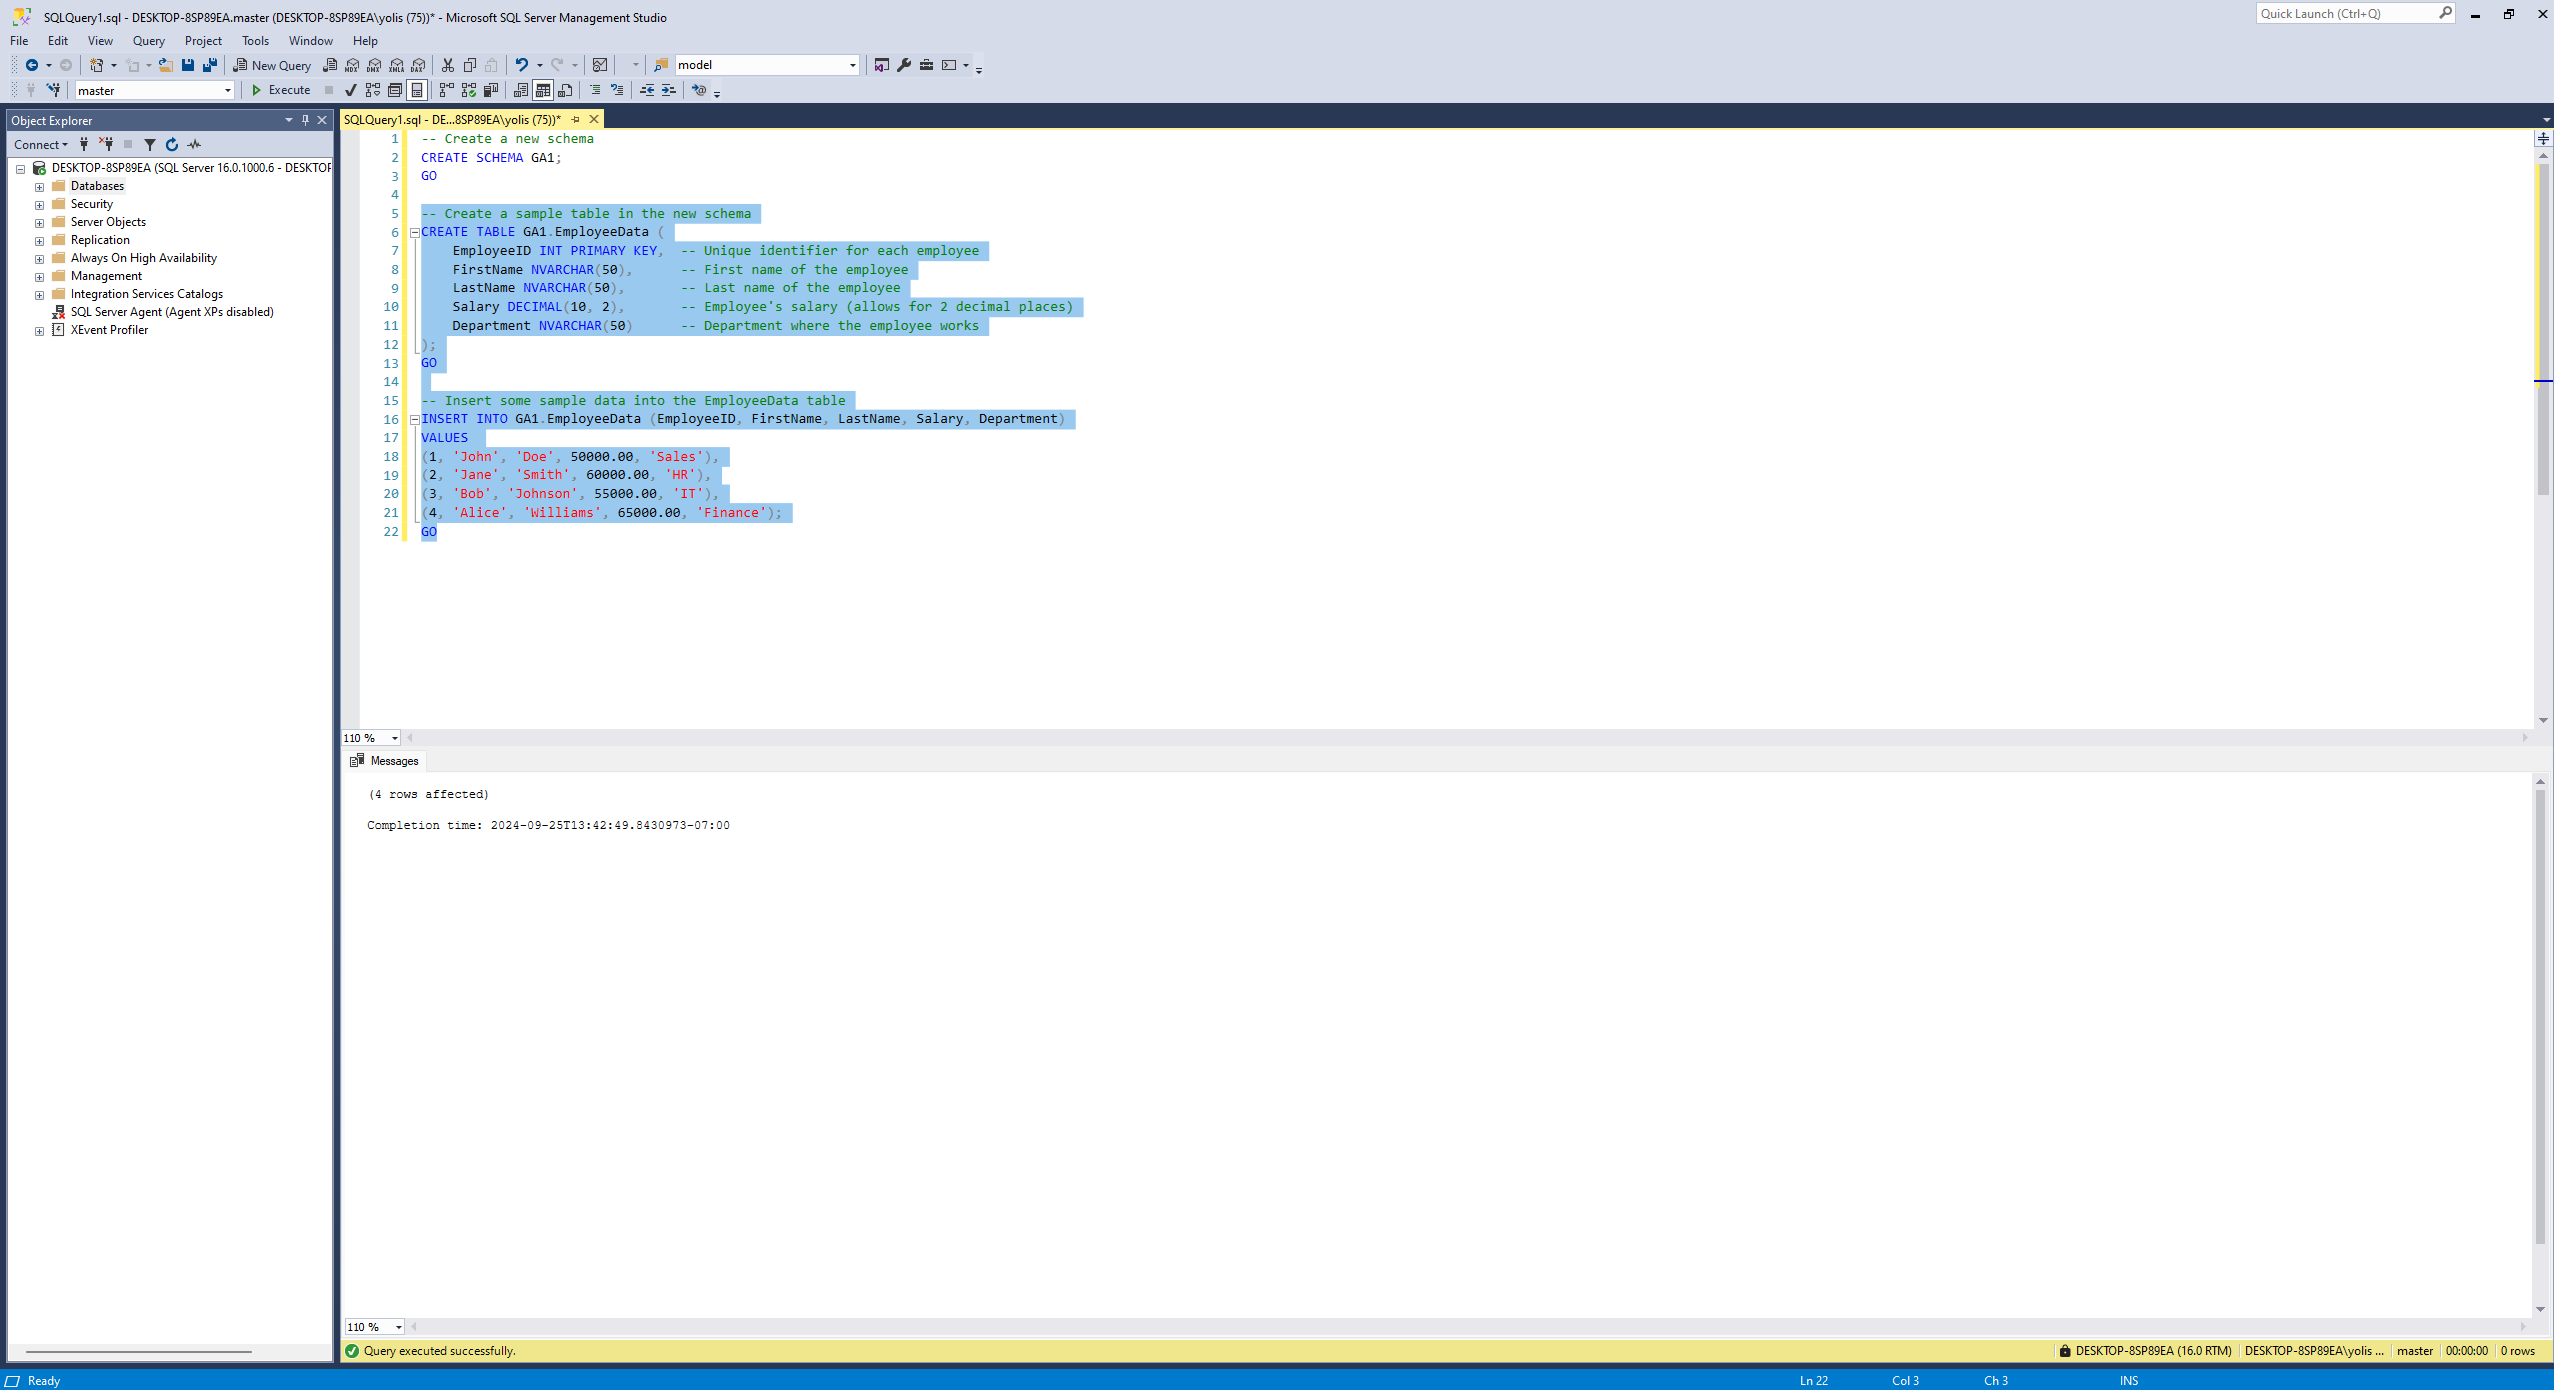 SQLQuery1.sql - DESKTOP-8SP89EA.master (DESKTOP-8SP89EA\yolis (75))* - Microsoft SQL Server Management Studio
Quick Launch (Ctrl+Q)
File Edit View Query Project Tools Window Help
New Query MDX DMX XMLA DAX model
master Execute
Object Explorer
Connect
DESKTOP-8SP89EA (SQL Server 16.0.1000.6 - DESKTOP
Databases
Security
Server Objects
Replication
Always On High Availability
Management
Integration Services Catalogs
SQL Server Agent (Agent XPs disabled)
XEvent Profiler
SQLQuery1.sql - DE...8SP89EA\yolis (75))*
1 -- Create a new schema
2 CREATE SCHEMA GA1;
3 GO
4
5 -- Create a sample table in the new schema
6 CREATE TABLE GA1.EmployeeData (
7 EmployeeID INT PRIMARY KEY, -- Unique identifier for each employee
8 FirstName NVARCHAR(50), -- First name of the employee
9 LastName NVARCHAR(50), -- Last name of the employee
10 Salary DECIMAL(10, 2), -- Employee's salary (allows for 2 decimal places)
11 Department NVARCHAR(50) -- Department where the employee works
12 );
13 GO
14
15 -- Insert some sample data into the EmployeeData table
16 INSERT INTO GA1.EmployeeData (EmployeeID, FirstName, LastName, Salary, Department)
17 VALUES
18 (1, 'John', 'Doe', 50000.00, 'Sales'),
19 (2, 'Jane', 'Smith', 60000.00, 'HR'),
20 (3, 'Bob', 'Johnson', 55000.00, 'IT'),
21 (4, 'Alice', 'Williams', 65000.00, 'Finance');
22 GO
110 %
Messages
(4 rows affected)
Completion time: 2024-09-25T13:42:49.8430973-07:00
110 %
Query executed successfully.
DESKTOP-8SP89EA (16.0 RTM) DESKTOP-8SP89EA\yolis ... master 00:00:00 0 rows
Ready Ln 22 Col 3 Ch 3 INS